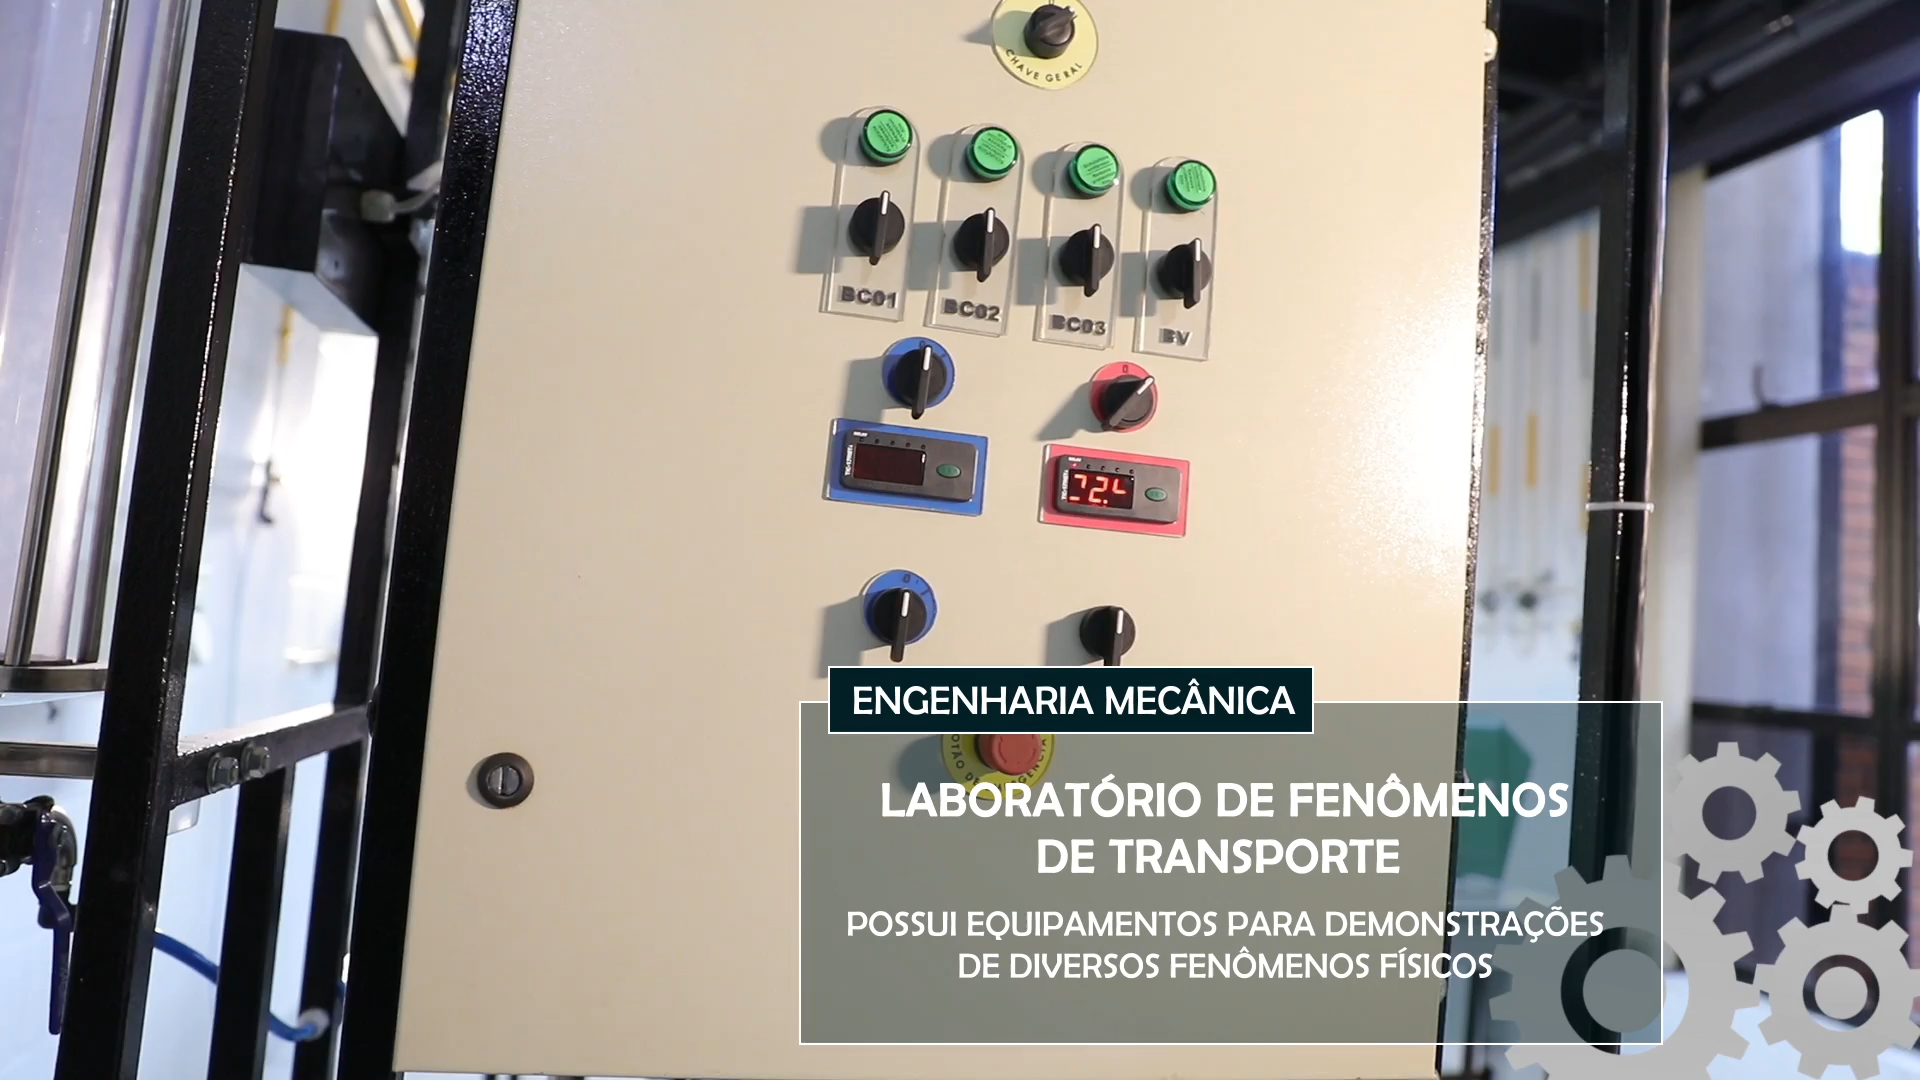 CHAVE GERAL
BC01
BC02
BC03
BV
72.
ENGENHARIA MECÂNICA
LABORATÓRIO DE FENÔMENOS
DE TRANSPORTE
POSSUI EQUIPAMENTOS PARA DEMONSTRAÇÕES
DE DIVERSOS FENÔMENOS FÍSICOS